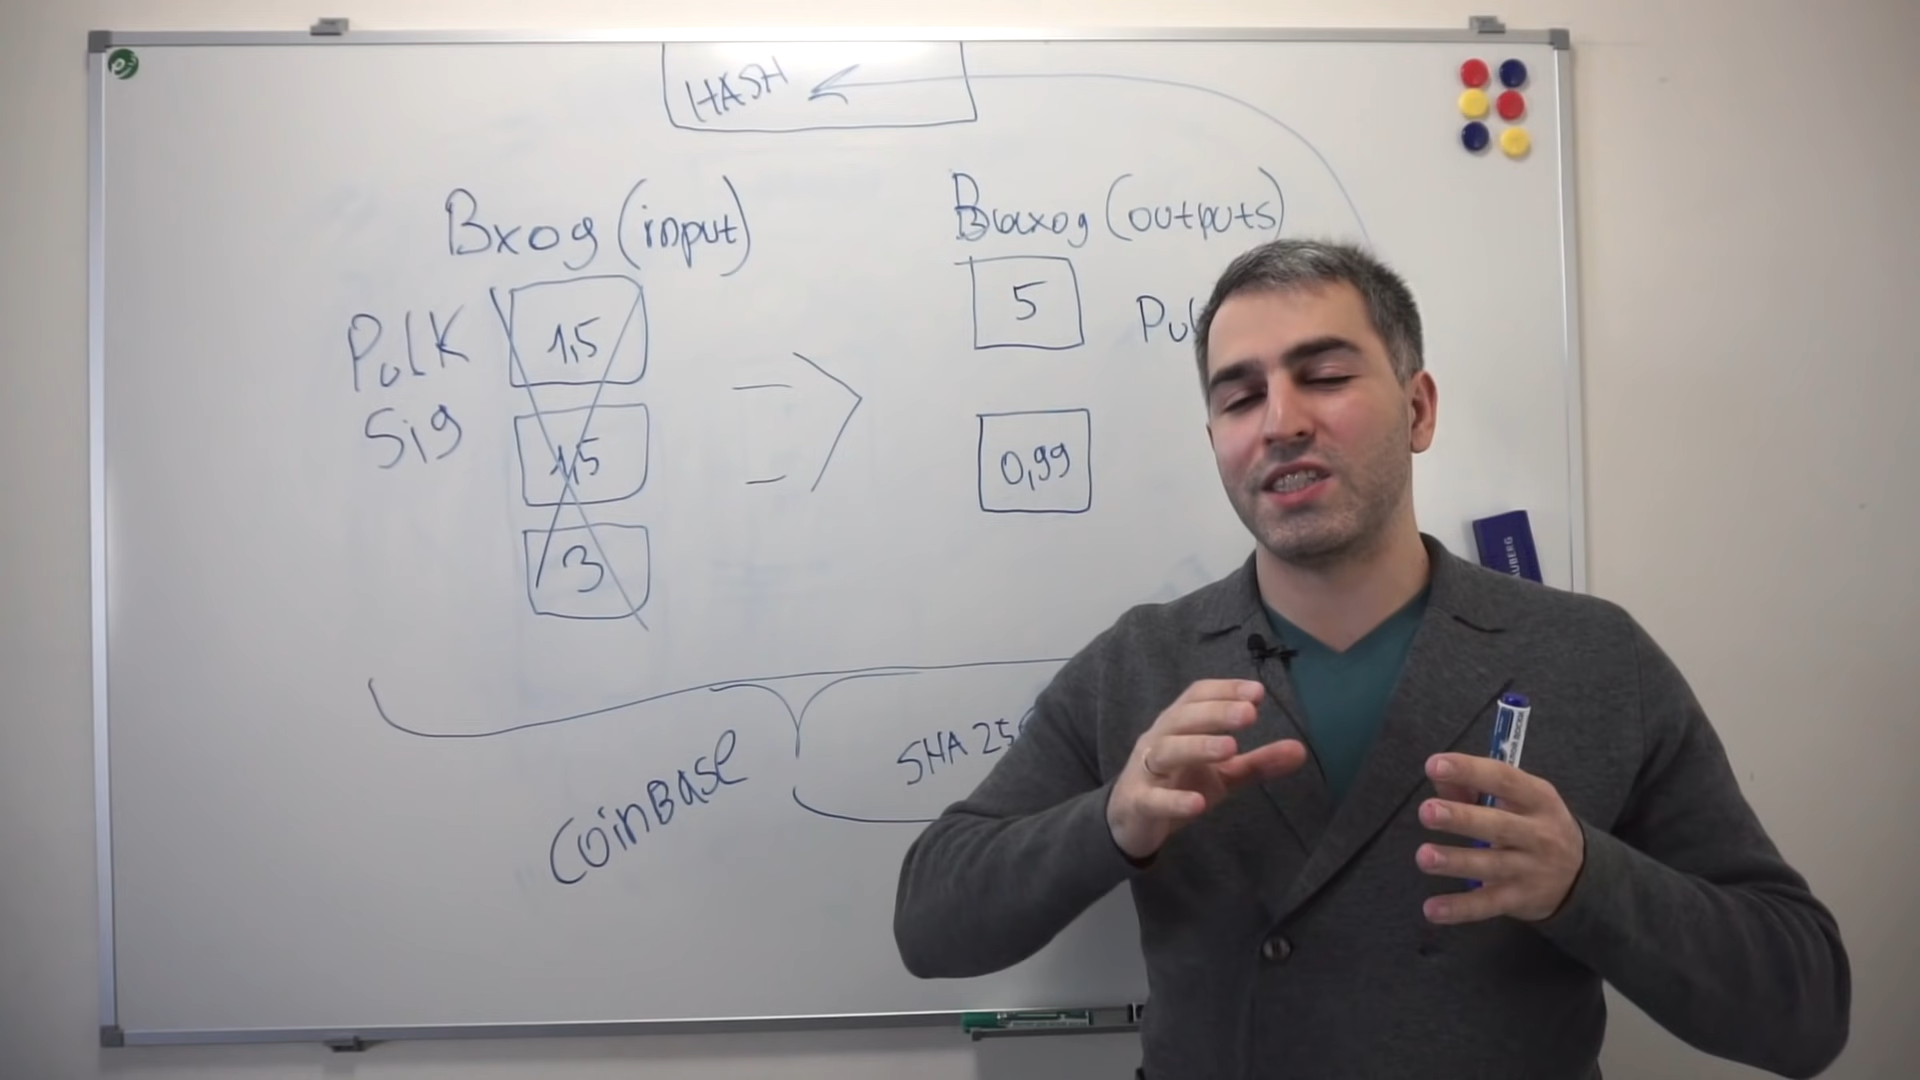 HASH
Вход (input)
Выход (outputs)
PubK
Sig
1,5
1,5
3
5
0,99
CoinBase
SHA 25